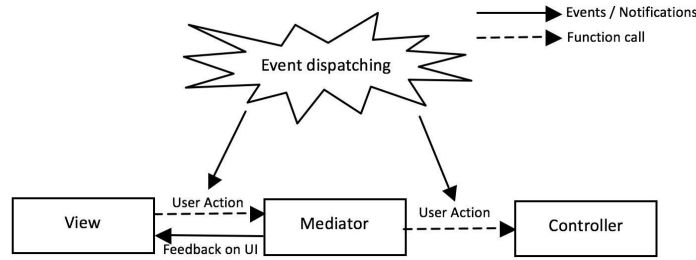 Events / Notifications
Function call
Event dispatching
User Action
View
Mediator
User Action
Controller
Feedback on UI